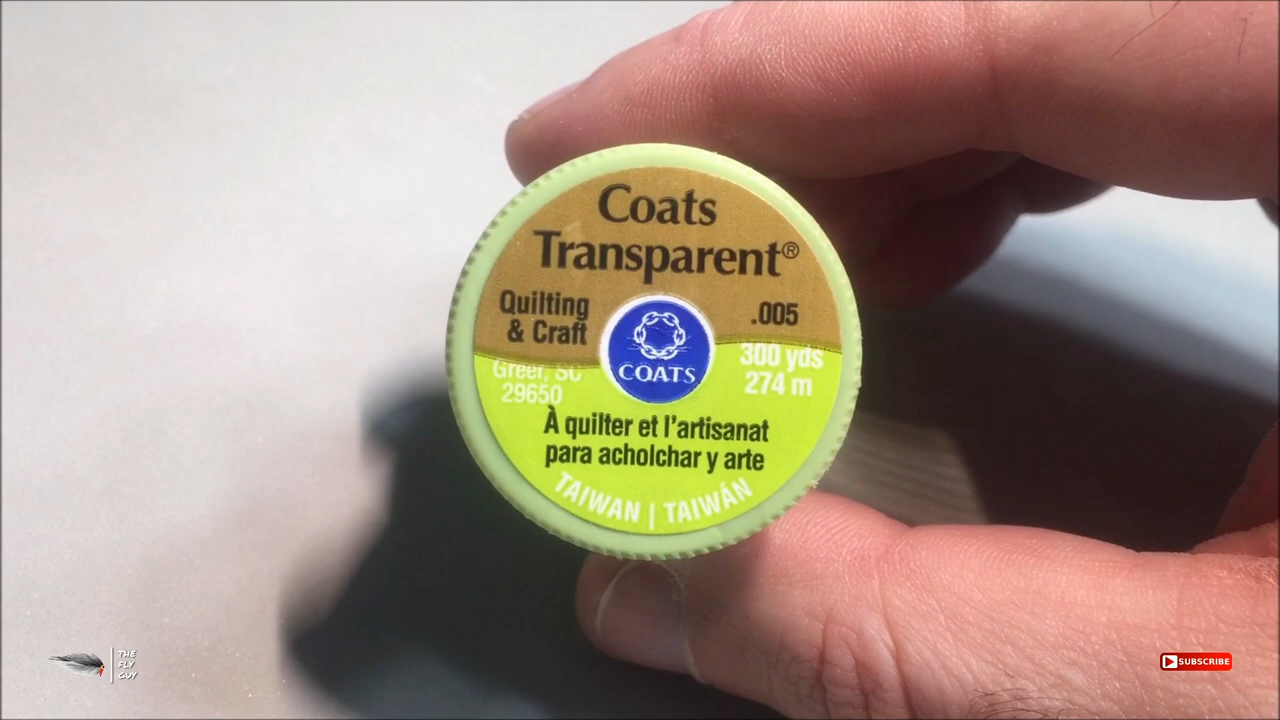 Coats
Transparent®
Quilting
& Craft
.005
COATS
Greer, SC
29650
300 yds
274 m
À quilter et l'artisanat
para acholchar y arte
TAIWAN | TAIWÁN
THE
FLY
GUY
SUBSCRIBE